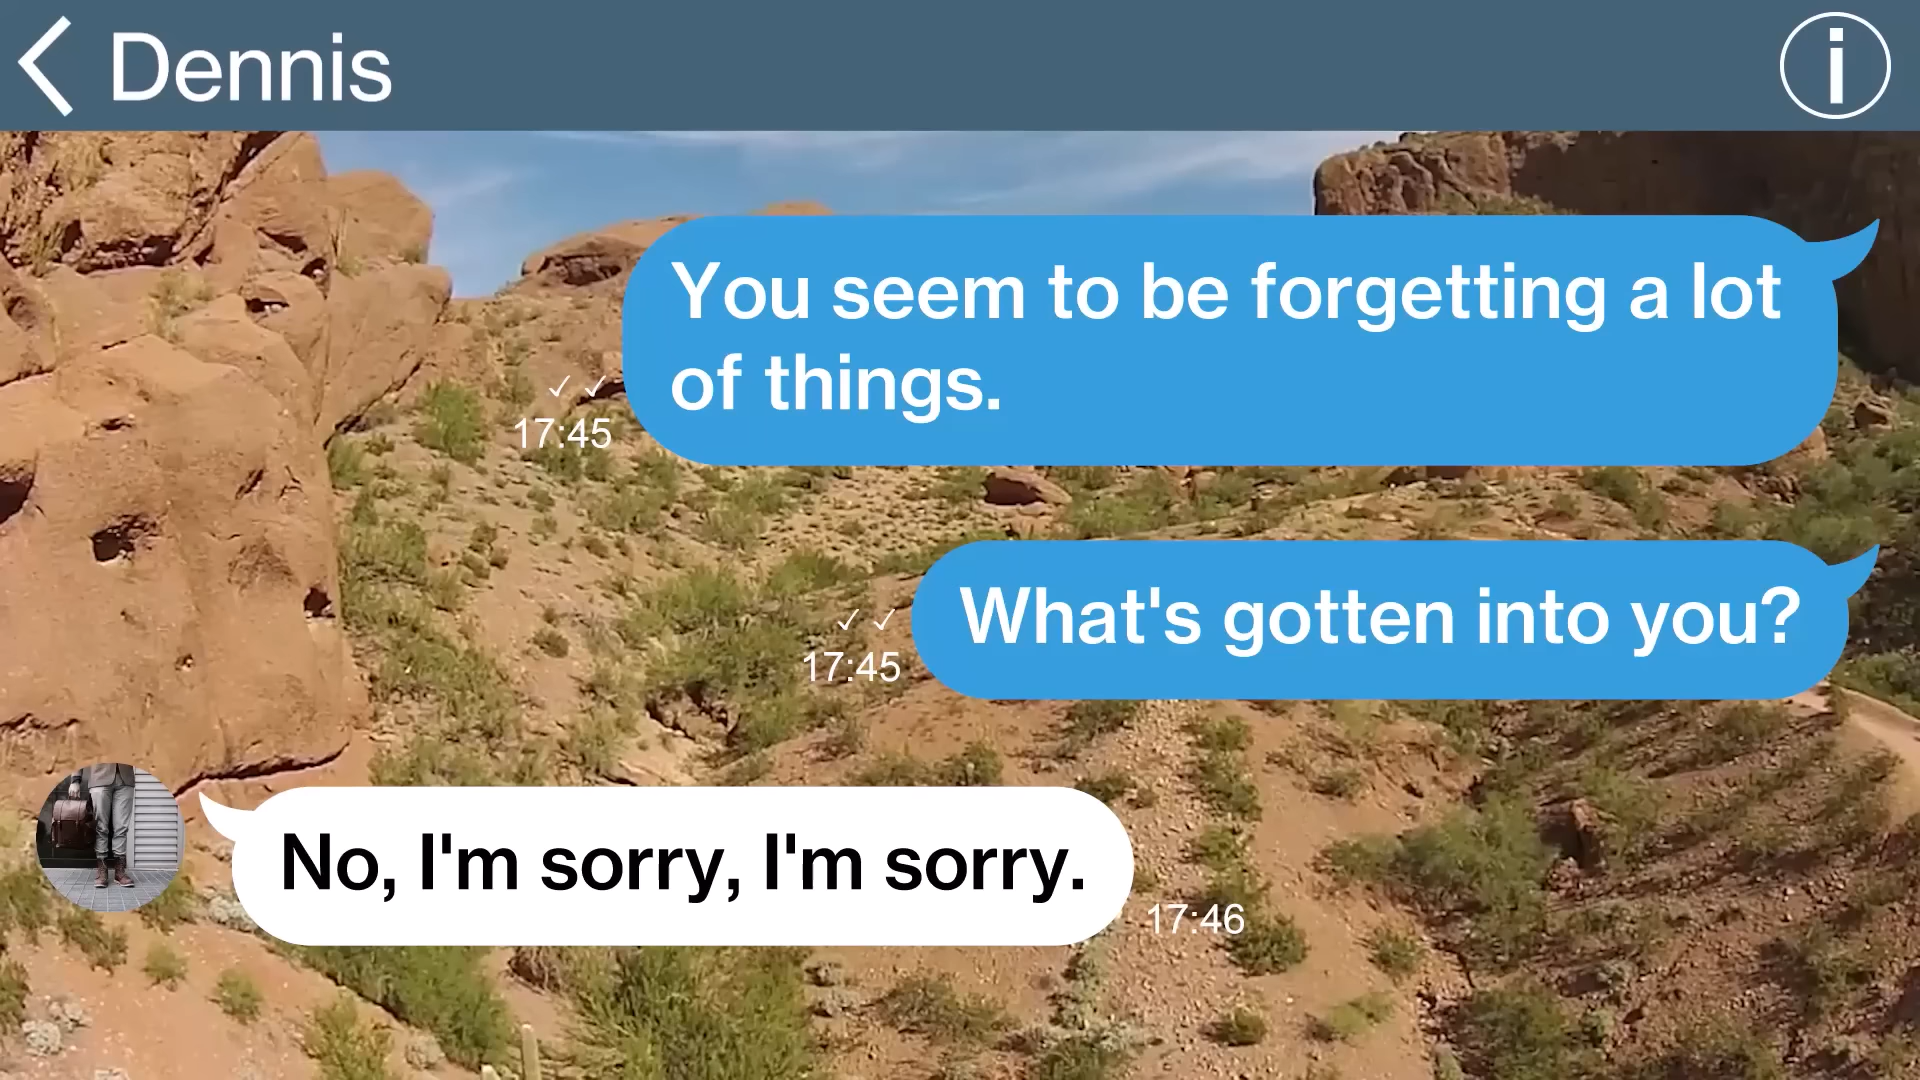 Dennis
You seem to be forgetting a lot
of things.
17:45
What's gotten into you?
17:45
No, I'm sorry, I'm sorry.
17:46